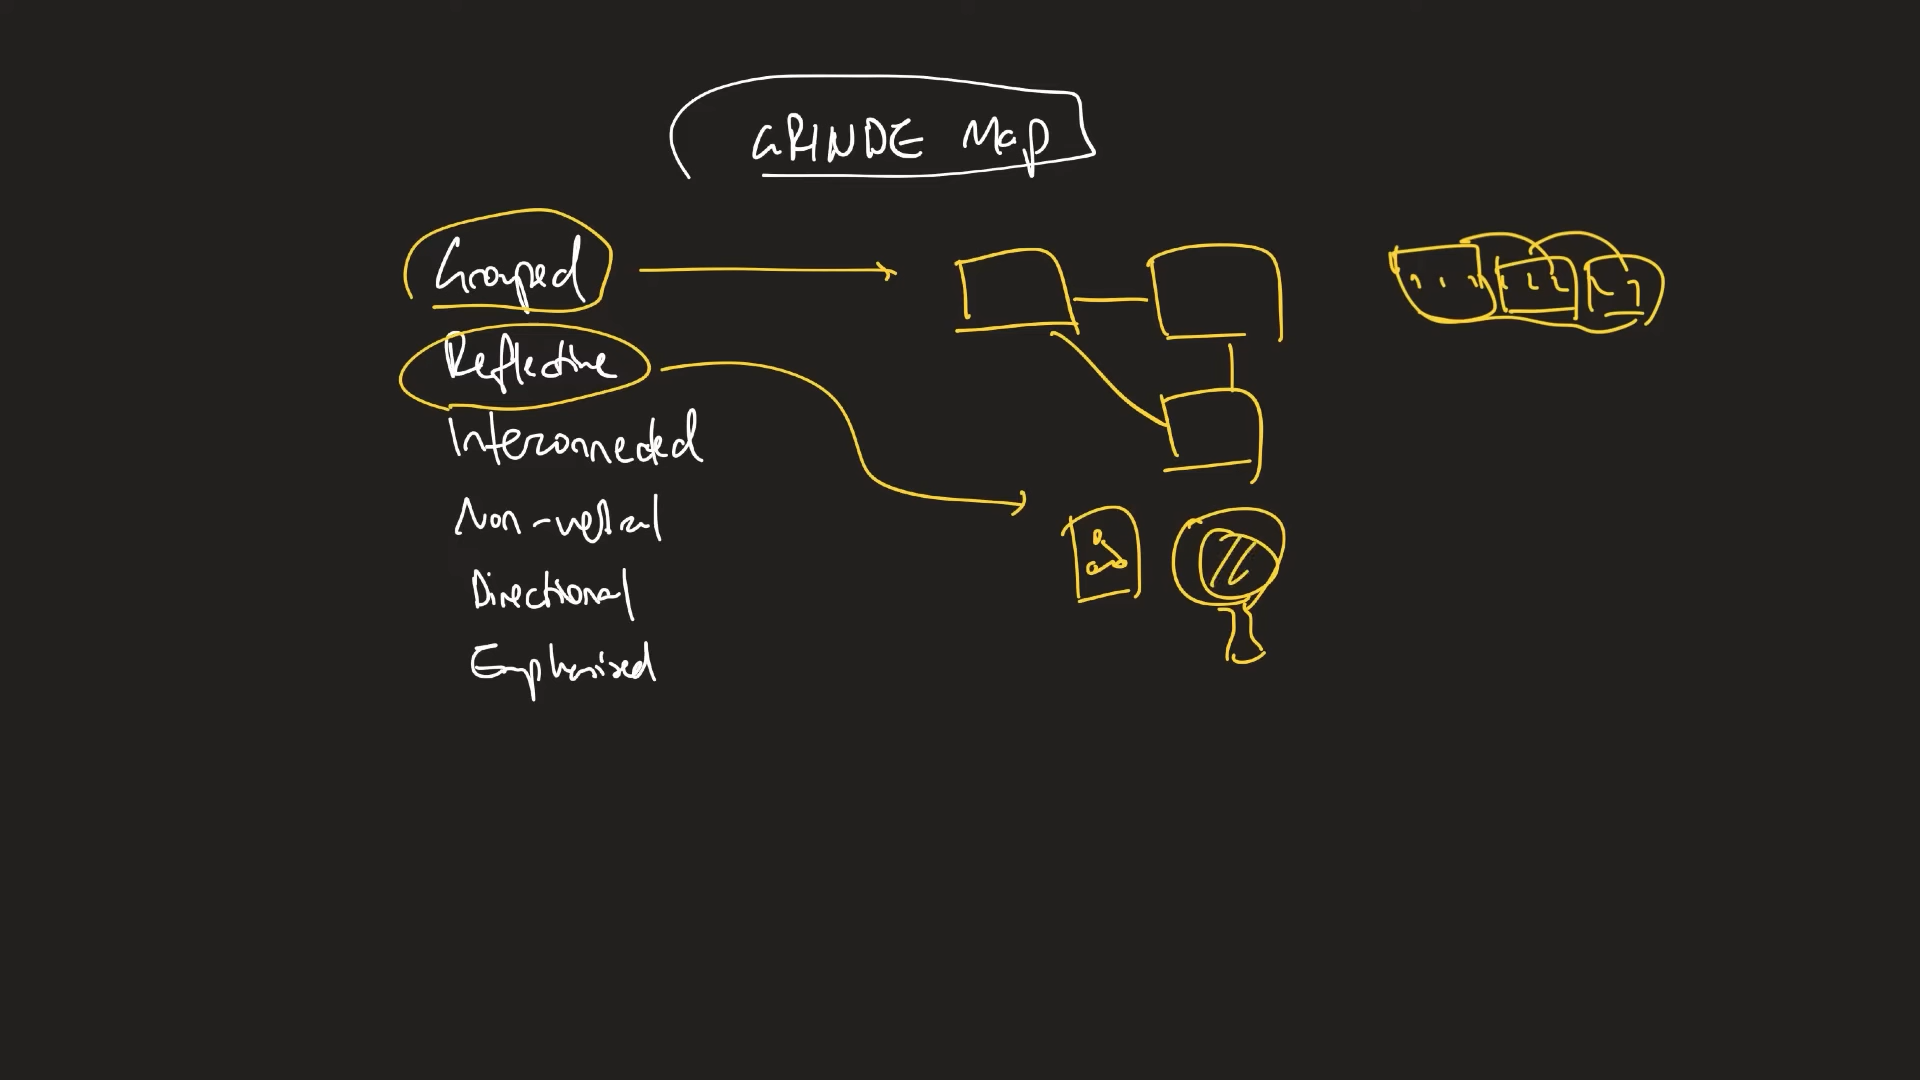 GRINDE Map
Grouped
Reflective
Interconnected
Non-verbal
Directional
Emphasised